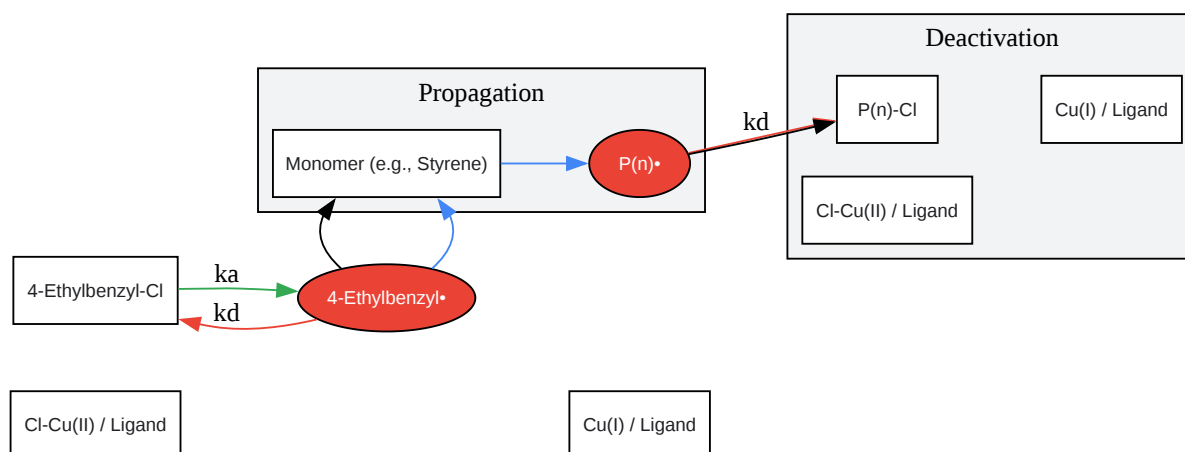 Deactivation
Propagation
P(n)-Cl
Cu(I) / Ligand
kd
Monomer (e.g., Styrene)
P(n)•
Cl-Cu(II) / Ligand
4-Ethylbenzyl-Cl
ka
4-Ethylbenzyl•
kd
Cl-Cu(II) / Ligand
Cu(I) / Ligand